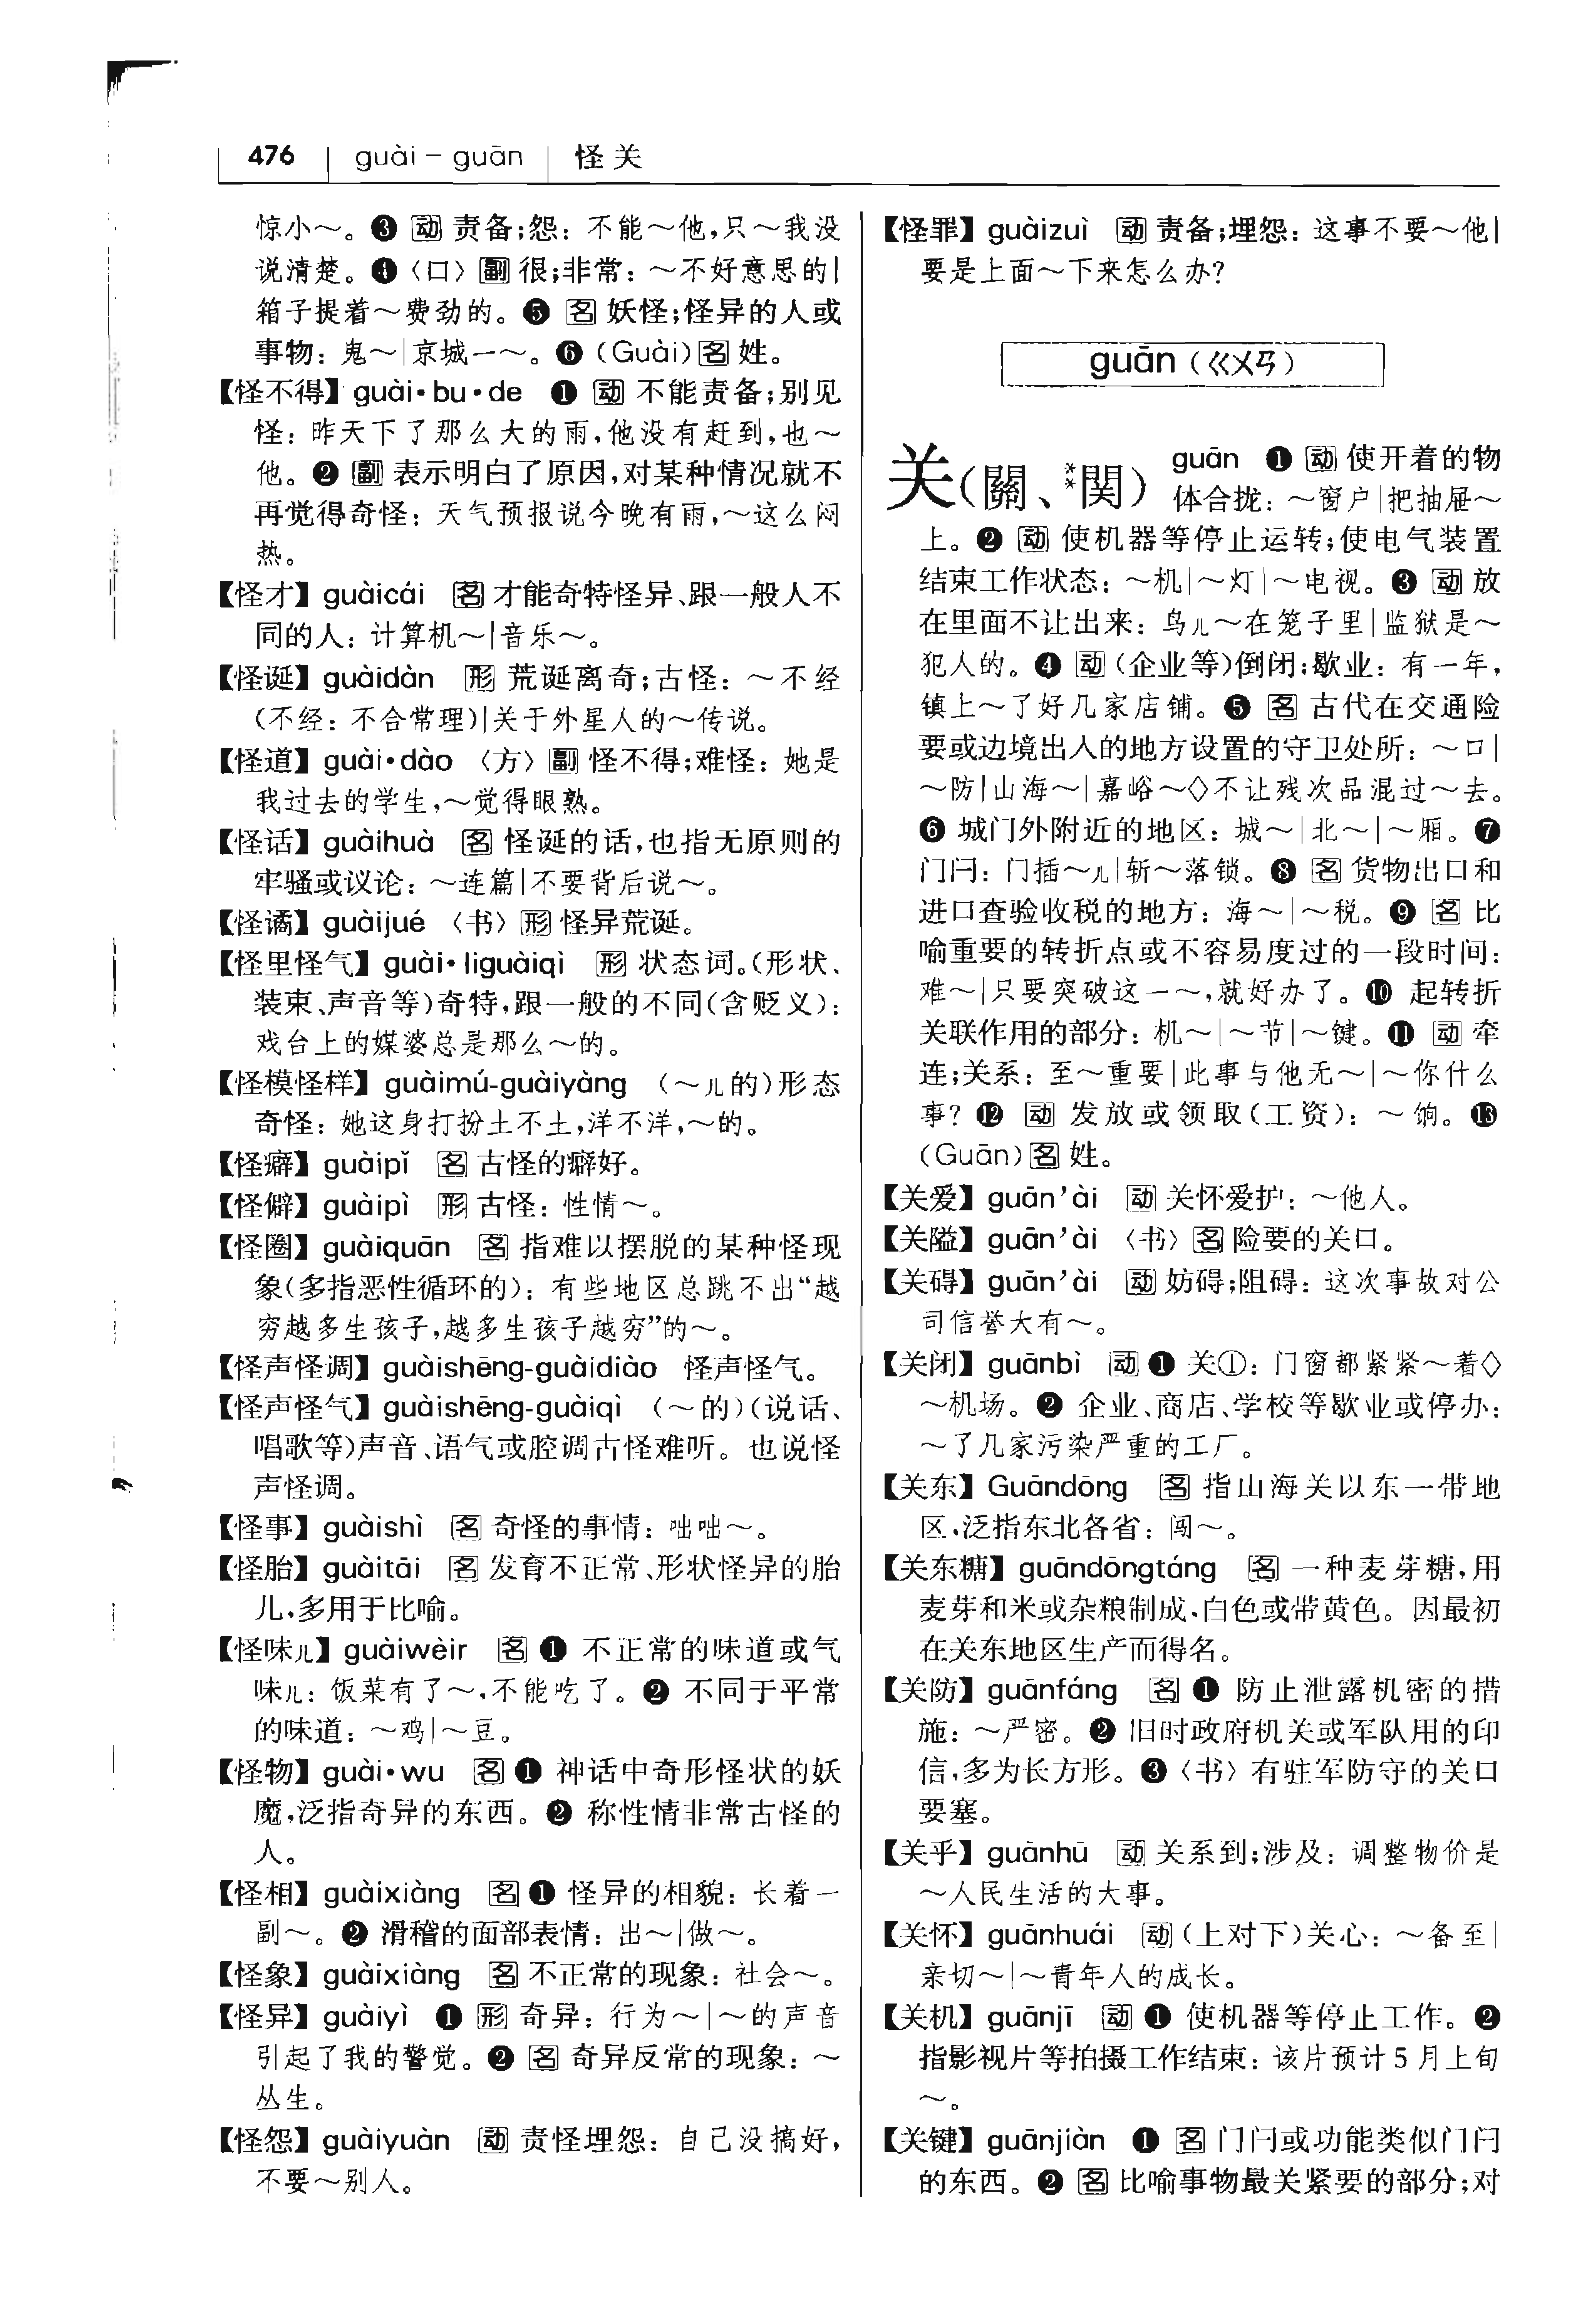 476 guài – guān 怪关
惊小～。❸ 动 责备；怨：不能～他，只～我没
说清楚。❹〈口〉副 很；非常：～不好意思的|
箱子提着～费劲的。❺ 名 妖怪；怪异的人或
事物：鬼～|京城一～。❻（Guài）名 姓。
【怪不得】guài·bu·de ❶ 动 不能责备；别见
怪：昨天下了那么大的雨，他没有赶到，也～
他。❷ 副 表示明白了原因，对某种情况就不
再觉得奇怪：天气预报说今晚有雨，～这么闷
热。
【怪才】guàicái 名 才能奇特怪异、跟一般人不
同的人：计算机～|音乐～。
【怪诞】guàidàn 形 荒诞离奇；古怪：～不经
（不经：不合常理）|关于外星人的～传说。
【怪道】guài·dào〈方〉副 怪不得；难怪：她是
我过去的学生，～觉得眼熟。
【怪话】guàihuà 名 怪诞的话，也指无原则的
牢骚或议论：～连篇|不要背后说～。
【怪谲】guàijué〈书〉形 怪异荒诞。
【怪里怪气】guài·liguàiqì 形 状态词。（形状、
装束、声音等）奇特，跟一般的不同（含贬义）：
戏台上的媒婆总是那么～的。
【怪模怪样】guàimú-guàiyàng （～儿的）形态
奇怪：她这身打扮土不土，洋不洋，～的。
【怪癖】guàipǐ 名 古怪的癖好。
【怪僻】guàipì 形 古怪：性情～。
【怪圈】guàiquān 名 指难以摆脱的某种怪现
象（多指恶性循环的）：有些地区总跳不出“越
穷越多生孩子，越多生孩子越穷”的～。
【怪声怪调】guàishēng-guàidiào 怪声怪气。
【怪声怪气】guàishēng-guàiqì （～的）（说话、
唱歌等）声音、语气或腔调古怪难听。也说怪
声怪调。
【怪事】guàishì 名 奇怪的事情：咄咄～。
【怪胎】guàitāi 名 发育不正常、形状怪异的胎
儿，多用于比喻。
【怪味儿】guàiwèir 名 ❶ 不正常的味道或气
味儿：饭菜有了～，不能吃了。❷ 不同于平常
的味道：～鸡|～豆。
【怪物】guài·wu 名 ❶ 神话中奇形怪状的妖
魔，泛指奇异的东西。❷ 称性情非常古怪的
人。
【怪相】guàixiàng 名 ❶ 怪异的相貌：长着一
副～。❷ 滑稽的面部表情：出～|做～。
【怪象】guàixiàng 名 不正常的现象：社会～。
【怪异】guàiyì ❶ 形 奇异：行为～|～的声音
引起了我的警觉。❷ 名 奇异反常的现象：～
丛生。
【怪怨】guàiyuàn 动 责怪埋怨：自己没搞好，
不要～别人。
【怪罪】guàizuì 动 责备；埋怨：这事不要～他|
要是上面～下来怎么办？
guān（ㄍㄨㄢ）
关（關、**関） guān ❶ 动 使开着的物
体合拢：～窗户|把抽屉～
上。❷ 动 使机器等停止运转；使电气装置
结束工作状态：～机|～灯|～电视。❸ 动 放
在里面不让出来：鸟儿～在笼子里|监狱是～
犯人的。❹ 动（企业等）倒闭；歇业：有一年，
镇上～了好几家店铺。❺ 名 古代在交通险
要或边境出入的地方设置的守卫处所：～口|
～防|山海～|嘉峪～◇不让残次品混过～去。
❻ 城门外附近的地区：城～|北～|～厢。❼
门闩：门插～儿|斩～落锁。❽ 名 货物出口和
进口查验收税的地方：海～|～税。❾ 名 比
喻重要的转折点或不容易度过的一段时间：
难～|只要突破这一～，就好办了。❿ 起转折
关联作用的部分：机～|～节|～键。⓫ 动 牵
连；关系：至～重要|此事与他无～|～你什么
事？⓬ 动 发放或领取（工资）：～饷。⓭
（Guān）名 姓。
【关爱】guān’ài 动 关怀爱护：～他人。
【关隘】guān’ài〈书〉名 险要的关口。
【关碍】guān’ài 动 妨碍；阻碍：这次事故对公
司信誉大有～。
【关闭】guānbì 动 ❶ 关①：门窗都紧紧～着◇
～机场。❷ 企业、商店、学校等歇业或停办：
～了几家污染严重的工厂。
【关东】Guāndōng 名 指山海关以东一带地
区，泛指东北各省：闯～。
【关东糖】guāndōngtáng 名 一种麦芽糖，用
麦芽和米或杂粮制成，白色或带黄色。因最初
在关东地区生产而得名。
【关防】guānfáng 名 ❶ 防止泄露机密的措
施：～严密。❷ 旧时政府机关或军队用的印
信，多为长方形。❸〈书〉有驻军防守的关口
要塞。
【关乎】guānhū 动 关系到；涉及：调整物价是
～人民生活的大事。
【关怀】guānhuái 动（上对下）关心：～备至|
亲切～|～青年人的成长。
【关机】guānjī 动 ❶ 使机器等停止工作。❷
指影视片等拍摄工作结束：该片预计5月上旬
～。
【关键】guānjiàn ❶ 名 门闩或功能类似门闩
的东西。❷ 名 比喻事物最关紧要的部分；对